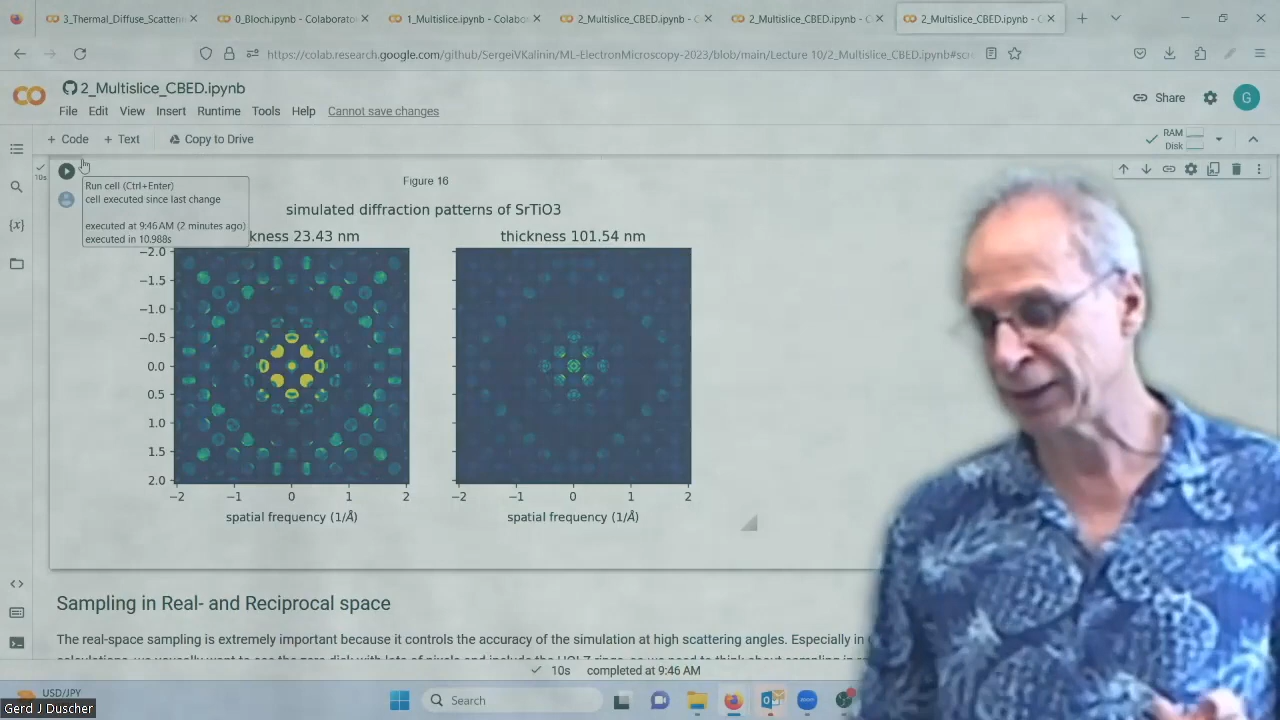 3_Thermal_Diffuse_Scattene
0_Bloch.ipynb - Colaborato
1_Multislice.ipynb - Colabo
2_Multislice_CBED.ipynb - C
2_Multislice_CBED.ipynb - C
2_Multislice_CBED.ipynb - C
https://colab.research.google.com/github/SergeiVKalinin/ML-ElectronMicroscopy-2023/blob/main/Lecture 10/2_Multislice_CBED.ipynb#scr
2_Multislice_CBED.ipynb
File Edit View Insert Runtime Tools Help Cannot save changes
Share
G
+ Code + Text Copy to Drive
RAM
Disk
10s
Run cell (Ctrl+Enter)
cell executed since last change
executed at 9:46 AM (2 minutes ago)
executed in 10.988s
Figure 16
simulated diffraction patterns of SrTiO3
kness 23.43 nm
thickness 101.54 nm
−2.0
−1.5
−1.0
−0.5
0.0
0.5
1.0
1.5
2.0
−2 −1 0 1 2
−2 −1 0 1 2
spatial frequency (1/Å)
spatial frequency (1/Å)
Sampling in Real- and Reciprocal space
The real-space sampling is extremely important because it controls the accuracy of the simulation at high scattering angles. Especially in
10s completed at 9:46 AM
USD/JPY
Search
Gerd J Duscher